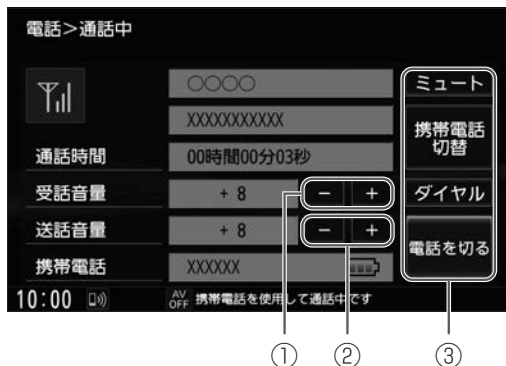 電話>通話中
○○○○
XXXXXXXXXXX
通話時間 00時間00分03秒
受話音量 + 8 − +
送話音量 + 8 − +
携帯電話 XXXXXX
ミュート
携帯電話
切替
ダイヤル
電話を切る
10:00 AV OFF 携帯電話を使用して通話中です
① ② ③